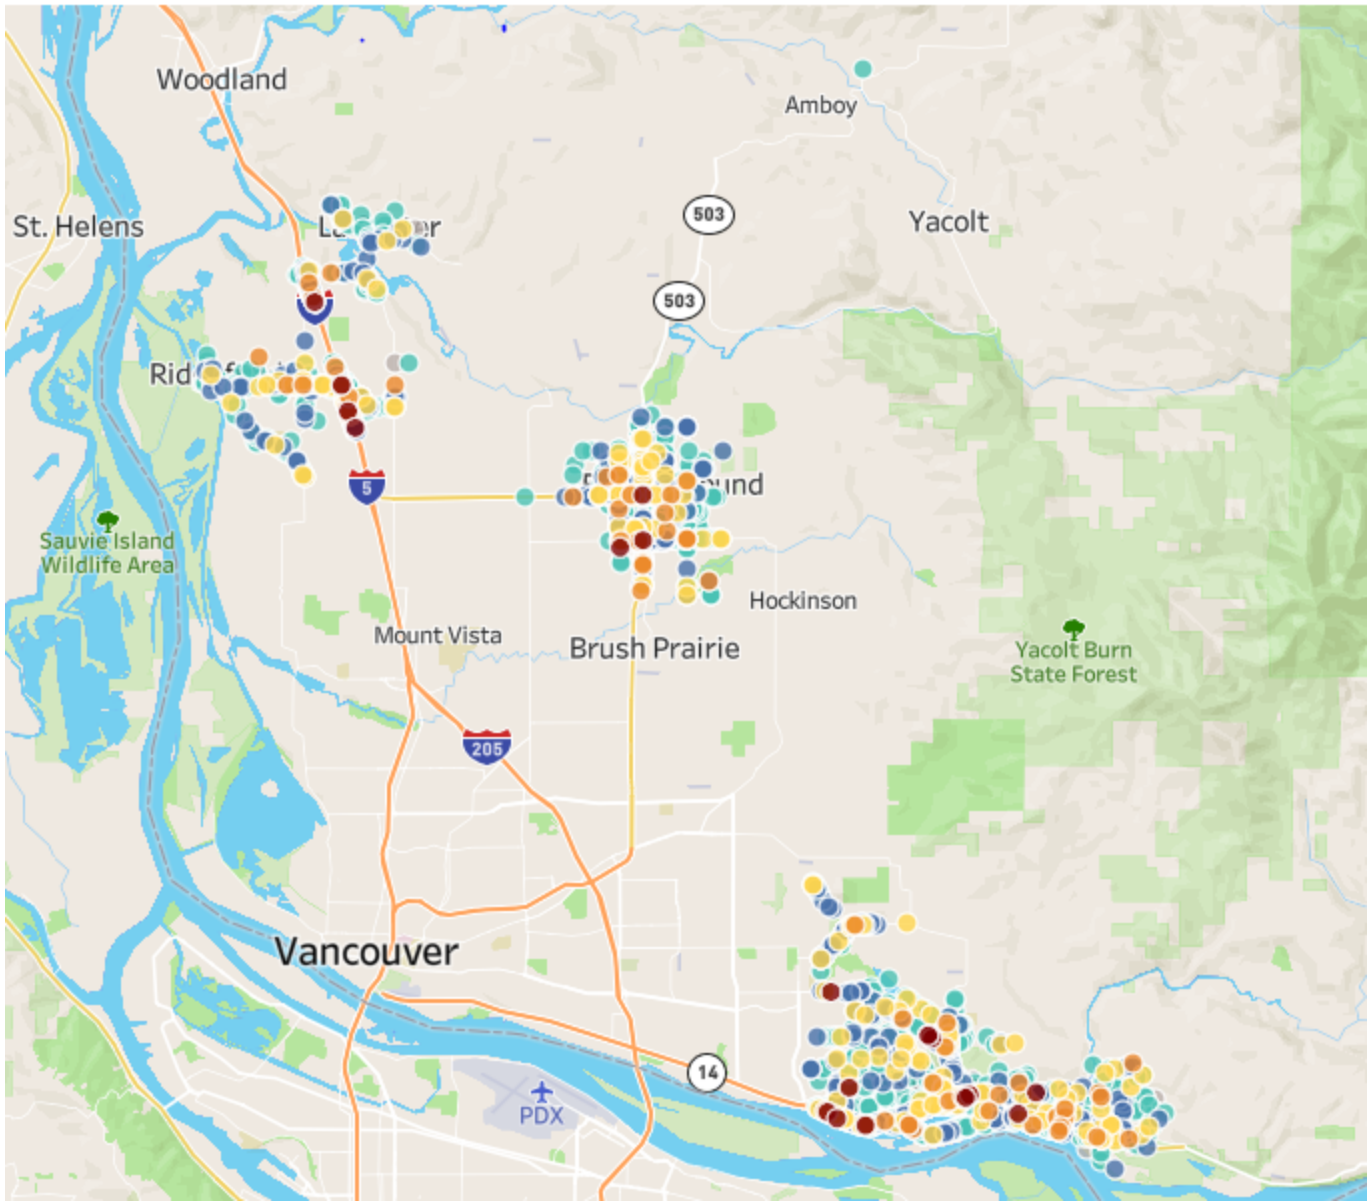 Woodland
Amboy
503
St. Helens
Yacolt
503
5
Sauvie Island
Wildlife Area
Hockinson
Mount Vista
Brush Prairie
Yacolt Burn
State Forest
205
Vancouver
14
PDX